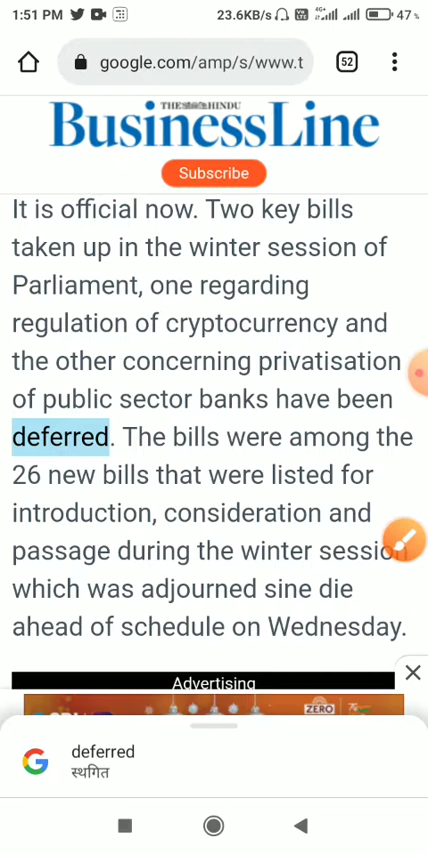 1:51 PM
23.6KB/s
4G+
47%
google.com/amp/s/www.t
52
THE HINDU
BusinessLine
Subscribe
It is official now. Two key bills
taken up in the winter session of
Parliament, one regarding
regulation of cryptocurrency and
the other concerning privatisation
of public sector banks have been
deferred. The bills were among the
26 new bills that were listed for
introduction, consideration and
passage during the winter session
which was adjourned sine die
ahead of schedule on Wednesday.
Advertising
ZERO
deferred
स्थगित